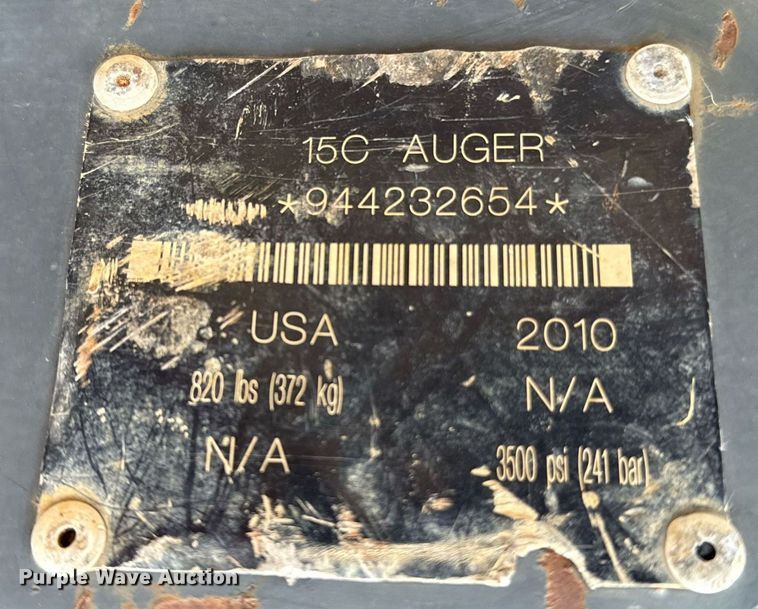 15C AUGER
*944232654*
USA 2010
820 lbs (372 kg) N/A
N/A 3500 psi (241 bar)
Purple Wave Auction